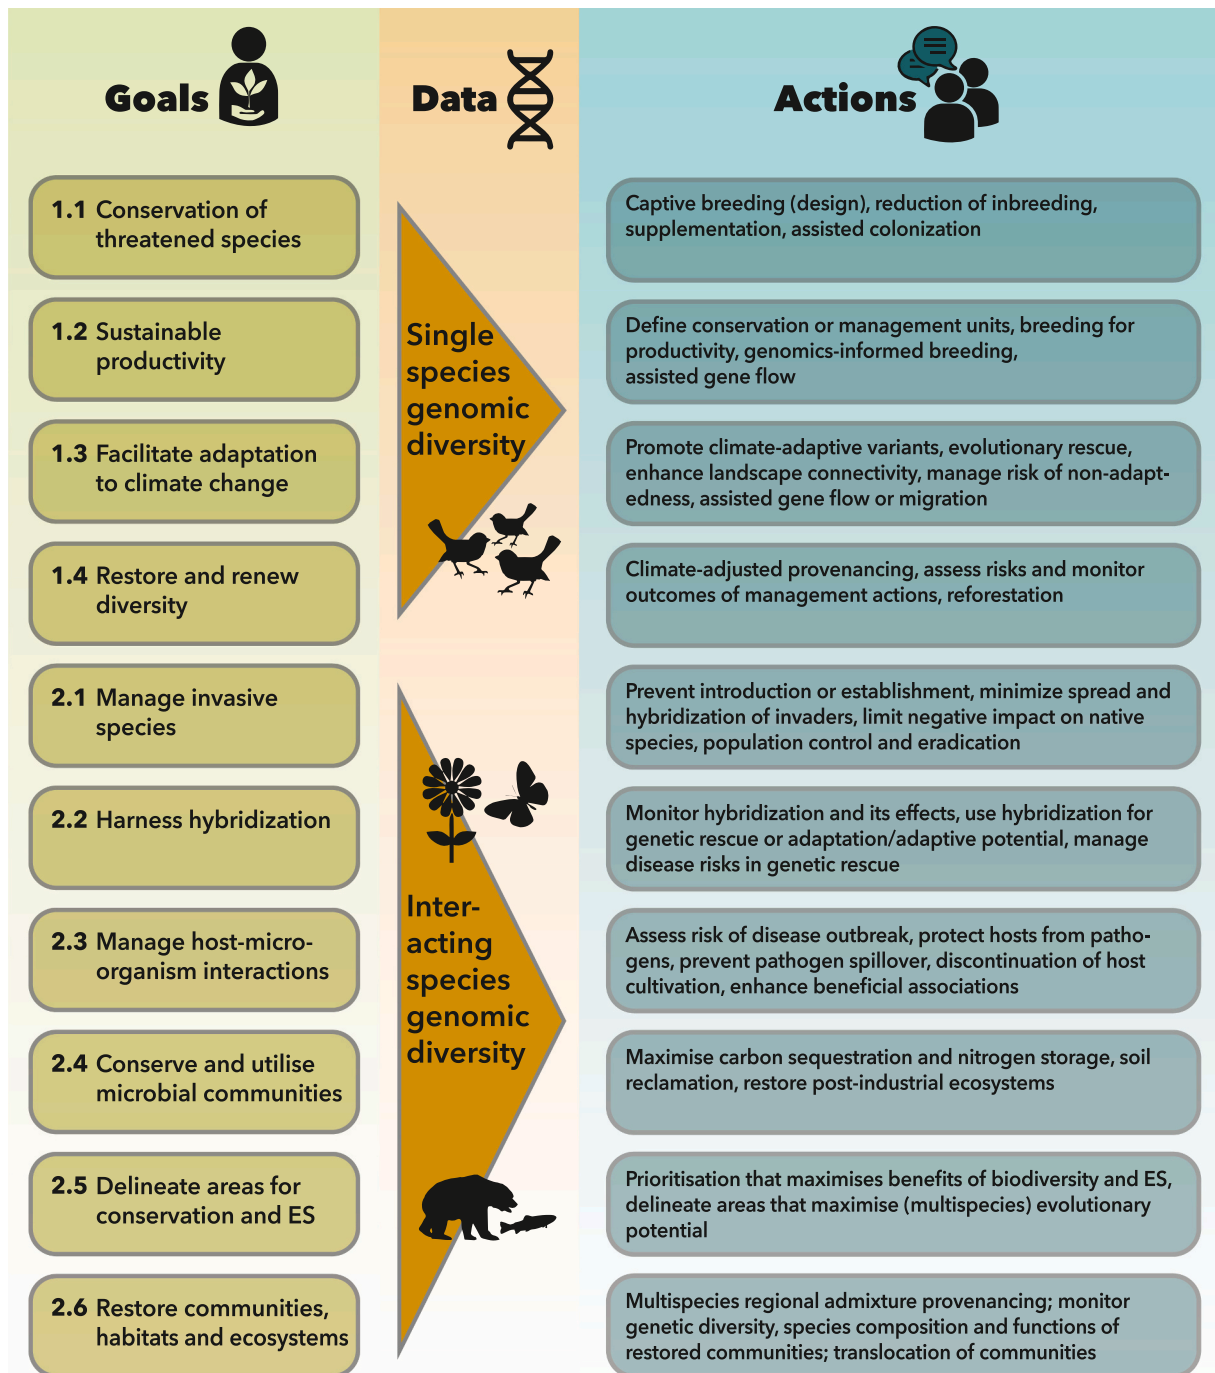 Goals
Data
Actions
1.1 Conservation of
threatened species
Captive breeding (design), reduction of inbreeding,
supplementation, assisted colonization
1.2 Sustainable
productivity
Define conservation or management units, breeding for
productivity, genomics-informed breeding,
assisted gene flow
1.3 Facilitate adaptation
to climate change
Promote climate-adaptive variants, evolutionary rescue,
enhance landscape connectivity, manage risk of non-adapt-
edness, assisted gene flow or migration
1.4 Restore and renew
diversity
Climate-adjusted provenancing, assess risks and monitor
outcomes of management actions, reforestation
Single
species
genomic
diversity
2.1 Manage invasive
species
Prevent introduction or establishment, minimize spread and
hybridization of invaders, limit negative impact on native
species, population control and eradication
2.2 Harness hybridization
Monitor hybridization and its effects, use hybridization for
genetic rescue or adaptation/adaptive potential, manage
disease risks in genetic rescue
2.3 Manage host-micro-
organism interactions
Assess risk of disease outbreak, protect hosts from patho-
gens, prevent pathogen spillover, discontinuation of host
cultivation, enhance beneficial associations
2.4 Conserve and utilise
microbial communities
Maximise carbon sequestration and nitrogen storage, soil
reclamation, restore post-industrial ecosystems
2.5 Delineate areas for
conservation and ES
Prioritisation that maximises benefits of biodiversity and ES,
delineate areas that maximise (multispecies) evolutionary
potential
2.6 Restore communities,
habitats and ecosystems
Multispecies regional admixture provenancing; monitor
genetic diversity, species composition and functions of
restored communities; translocation of communities
Inter-
acting
species
genomic
diversity